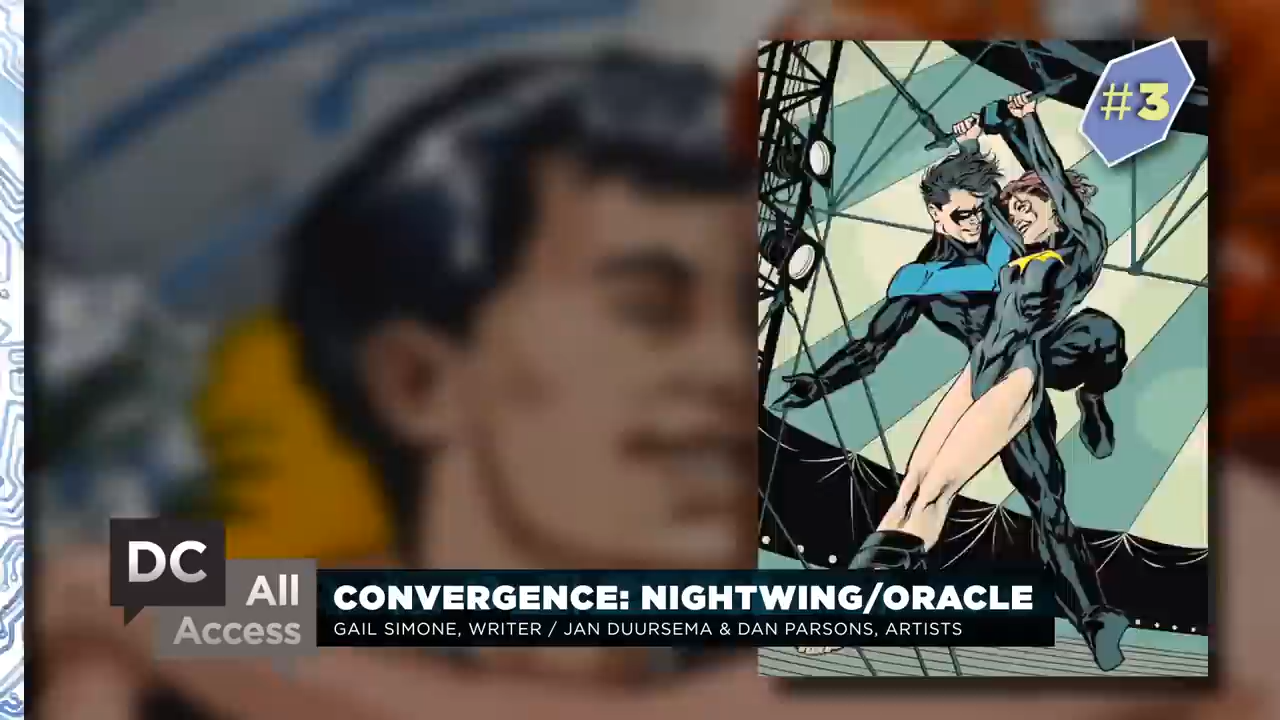 #3
DC
All
Access
CONVERGENCE: NIGHTWING/ORACLE
GAIL SIMONE, WRITER / JAN DUURSEMA & DAN PARSONS, ARTISTS